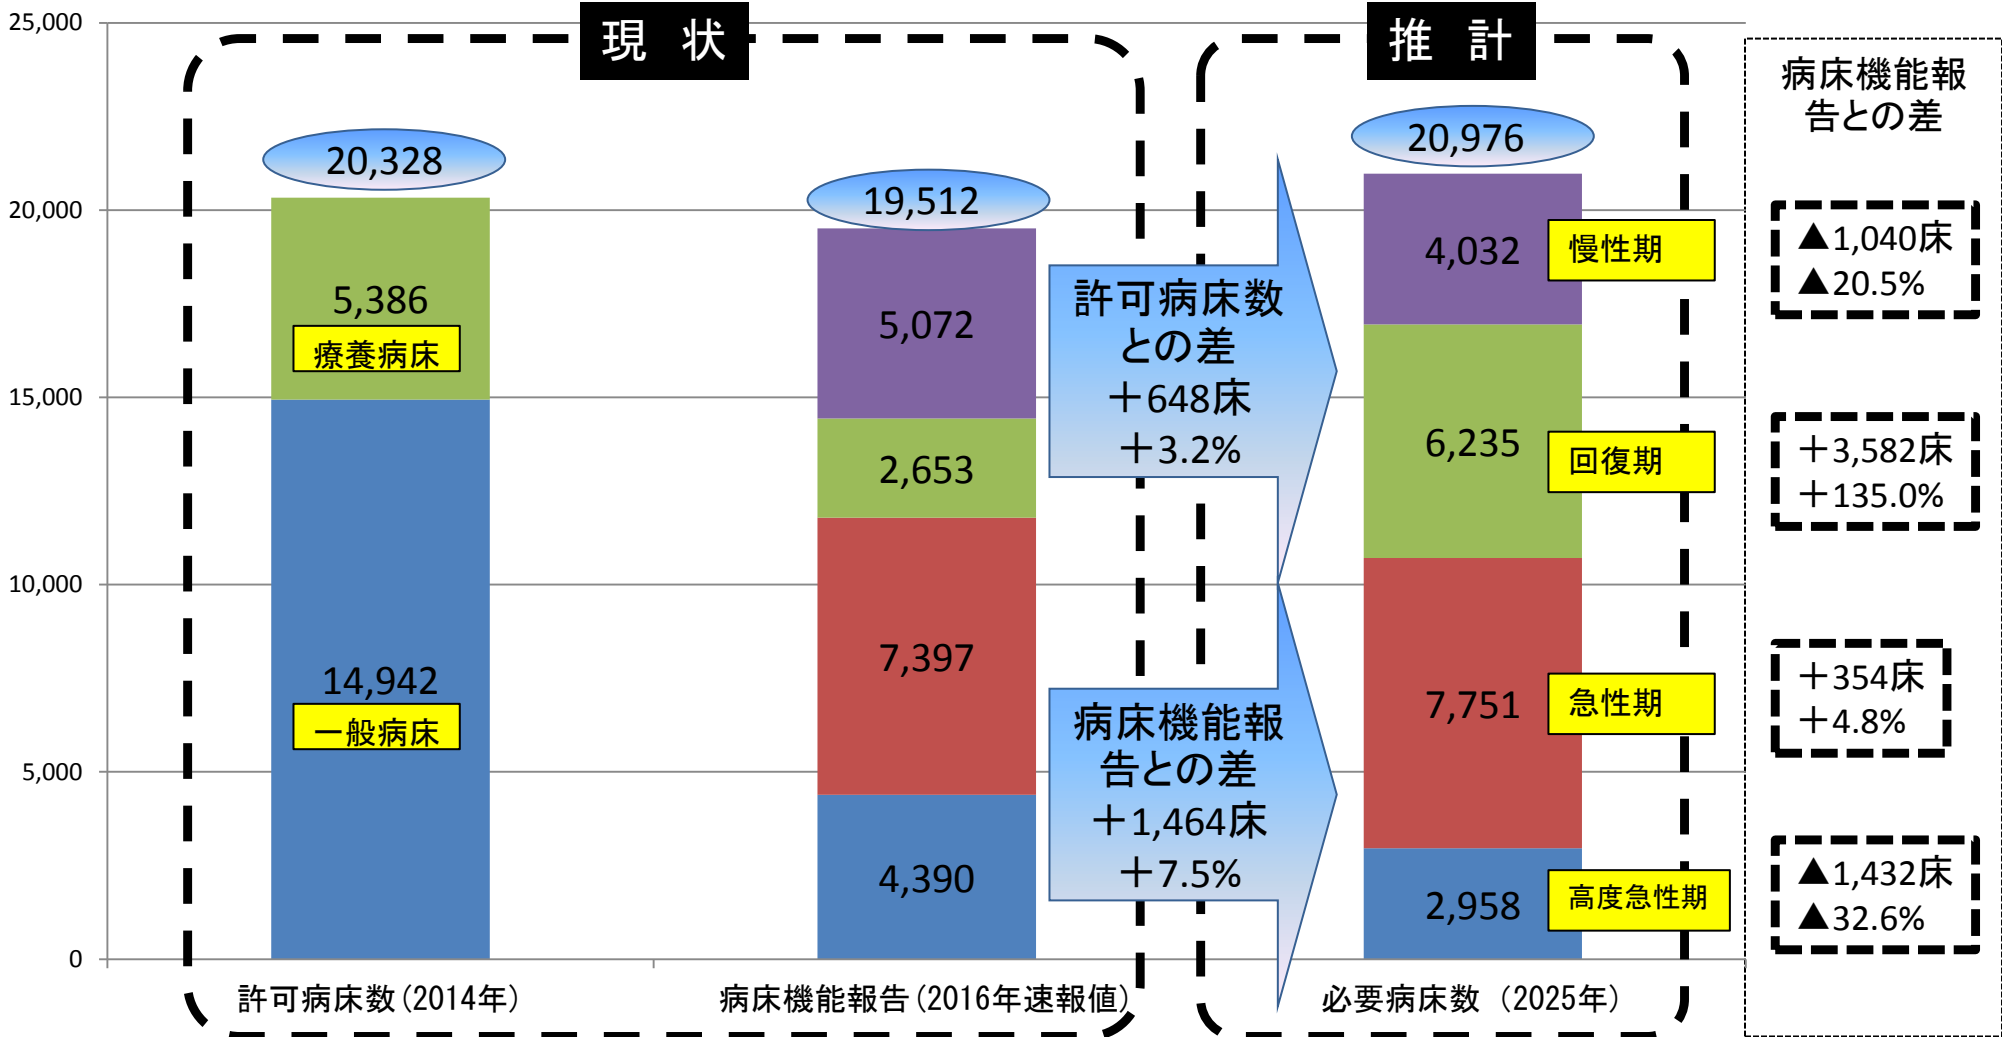 現 状
推 計
25,000
20,000
15,000
10,000
5,000
0
20,328
5,386
療養病床
14,942
一般病床
19,512
5,072
2,653
7,397
4,390
許可病床数
との差
＋648床
＋3.2%
病床機能報
告との差
＋1,464床
＋7.5%
20,976
4,032
慢性期
6,235
回復期
7,751
急性期
2,958
高度急性期
病床機能報
告との差
▲1,040床
▲20.5%
＋3,582床
＋135.0%
＋354床
＋4.8%
▲1,432床
▲32.6%
許可病床数(2014年)
病床機能報告(2016年速報値)
必要病床数 (2025年)